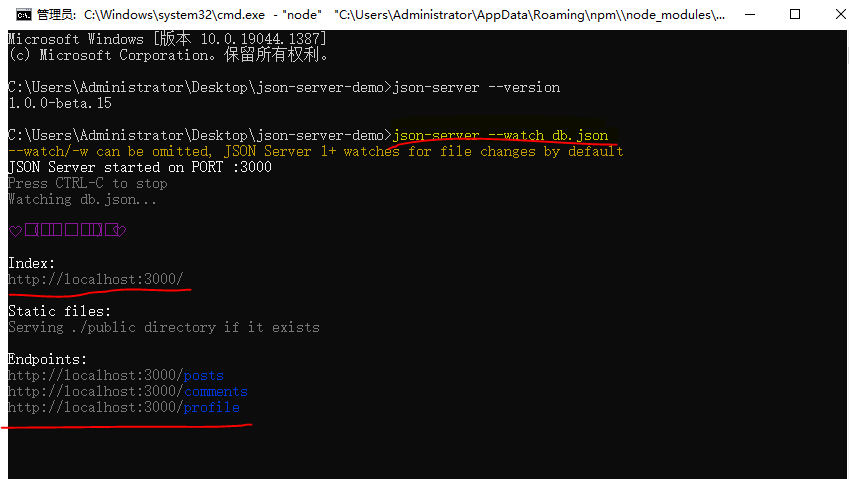 管理员: C:\Windows\system32\cmd.exe - "node" "C:\Users\Administrator\AppData\Roaming\npm\\node_modules\...
Microsoft Windows [版本 10.0.19044.1387]
(c) Microsoft Corporation。保留所有权利。
C:\Users\Administrator\Desktop\json-server-demo>json-server --version
1.0.0-beta.15
C:\Users\Administrator\Desktop\json-server-demo>json-server --watch db.json
--watch/-w can be omitted, JSON Server 1+ watches for file changes by default
JSON Server started on PORT :3000
Press CTRL-C to stop
Watching db.json...
Index:
http://localhost:3000/
Static files:
Serving ./public directory if it exists
Endpoints:
http://localhost:3000/posts
http://localhost:3000/comments
http://localhost:3000/profile